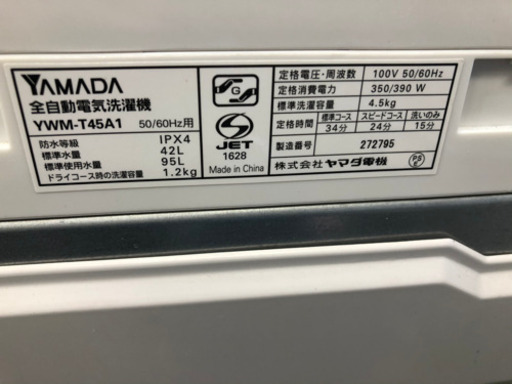 YAMADA
全自動電気洗濯機
YWM-T45A1 50/60Hz用
防水等級 IPX4
標準水量 42L
標準使用水量 95L
ドライコース時の洗濯容量 1.2kg
G
S
JET
1628
Made in China
定格電圧・周波数 100V 50/60Hz
定格消費電力 350/390 W
標準洗濯容量 4.5kg
定格時間 標準コース スピードコース 洗いのみ
34分 24分 15分
製造番号 272795
株式会社ヤマダ電機
PS
E